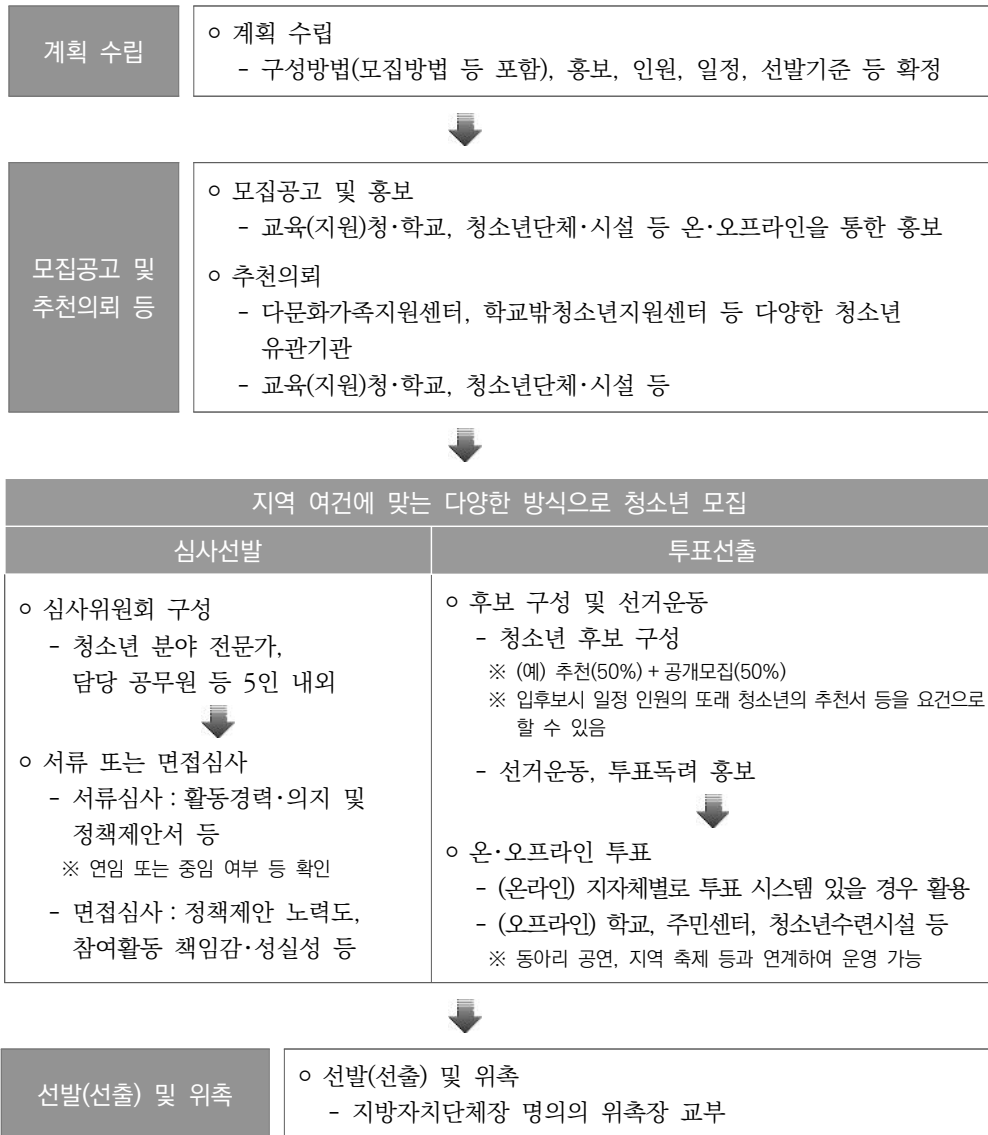 계획 수립
○ 계획 수립
- 구성방법(모집방법 등 포함), 홍보, 인원, 일정, 선발기준 등 확정
모집공고 및
추천의뢰 등
○ 모집공고 및 홍보
- 교육(지원)청·학교, 청소년단체·시설 등 온·오프라인을 통한 홍보
○ 추천의뢰
- 다문화가족지원센터, 학교밖청소년지원센터 등 다양한 청소년
유관기관
- 교육(지원)청·학교, 청소년단체·시설 등
지역 여건에 맞는 다양한 방식으로 청소년 모집
심사선발
○ 심사위원회 구성
- 청소년 분야 전문가,
담당 공무원 등 5인 내외
○ 서류 또는 면접심사
- 서류심사 : 활동경력·의지 및
정책제안서 등
※ 연임 또는 중임 여부 등 확인
- 면접심사 : 정책제안 노력도,
참여활동 책임감·성실성 등
투표선출
○ 후보 구성 및 선거운동
- 청소년 후보 구성
※ (예) 추천(50%) + 공개모집(50%)
※ 입후보시 일정 인원의 또래 청소년의 추천서 등을 요건으로
할 수 있음
- 선거운동, 투표독려 홍보
○ 온·오프라인 투표
- (온라인) 지자체별로 투표 시스템 있을 경우 활용
- (오프라인) 학교, 주민센터, 청소년수련시설 등
※ 동아리 공연, 지역 축제 등과 연계하여 운영 가능
선발(선출) 및 위촉
○ 선발(선출) 및 위촉
- 지방자치단체장 명의의 위촉장 교부